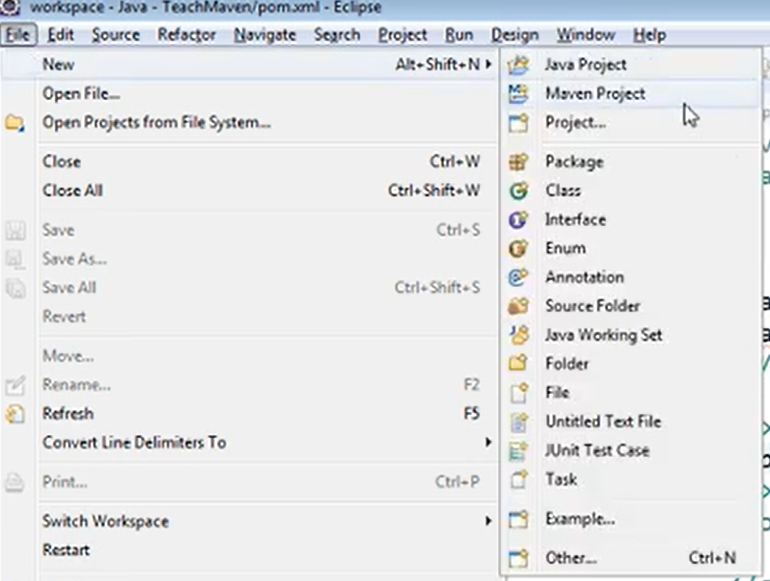 workspace - Java - TeachMaven/pom.xml - Eclipse
File Edit Source Refactor Navigate Search Project Run Design Window Help
New Alt+Shift+N
Open File...
Open Projects from File System...
Close Ctrl+W
Close All Ctrl+Shift+W
Save Ctrl+S
Save As...
Save All Ctrl+Shift+S
Revert
Move...
Rename... F2
Refresh F5
Convert Line Delimiters To
Print... Ctrl+P
Switch Workspace
Restart
Java Project
Maven Project
Project...
Package
Class
Interface
Enum
Annotation
Source Folder
Java Working Set
Folder
File
Untitled Text File
JUnit Test Case
Task
Example...
Other... Ctrl+N